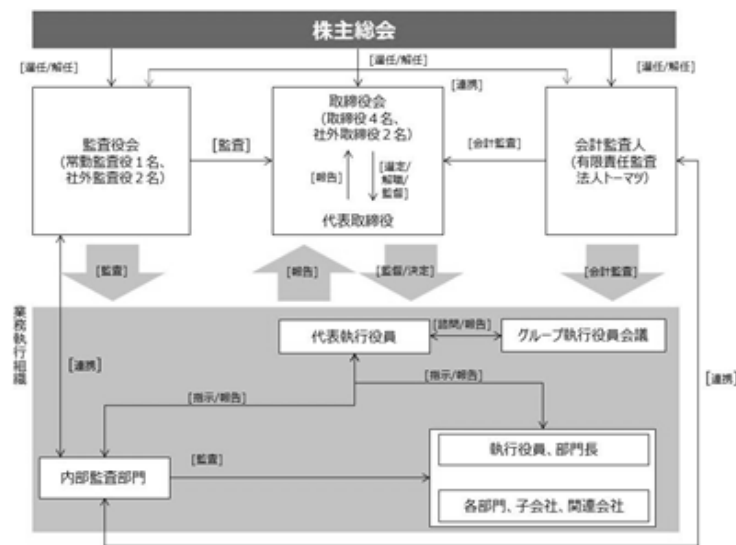 株主総会
[選任/解任]
[選任/解任]
[選任/解任]
[連携]
監査役会
(常勤監査役1名、
社外監査役2名)
[監査]
取締役会
(取締役4名、
社外取締役2名)
[報告]
[選定/
解職/
監督]
代表取締役
[会計監査]
会計監査人
(有限責任監査
法人トーマツ)
[監査]
[報告]
[監督/決定]
[会計監査]
業務執行組織
代表執行役員
[諮問/報告]
グループ執行役員会議
[連携]
[指示/報告]
[指示/報告]
[連携]
内部監査部門
[監査]
執行役員、部門長
各部門、子会社、関連会社